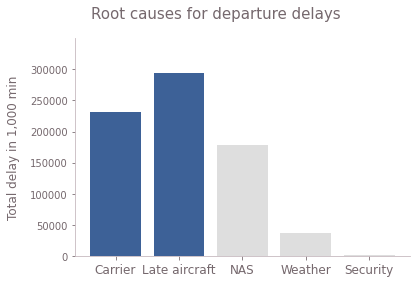 Root causes for departure delays
Total delay in 1,000 min
300000
250000
200000
150000
100000
50000
0
Carrier Late aircraft NAS Weather Security